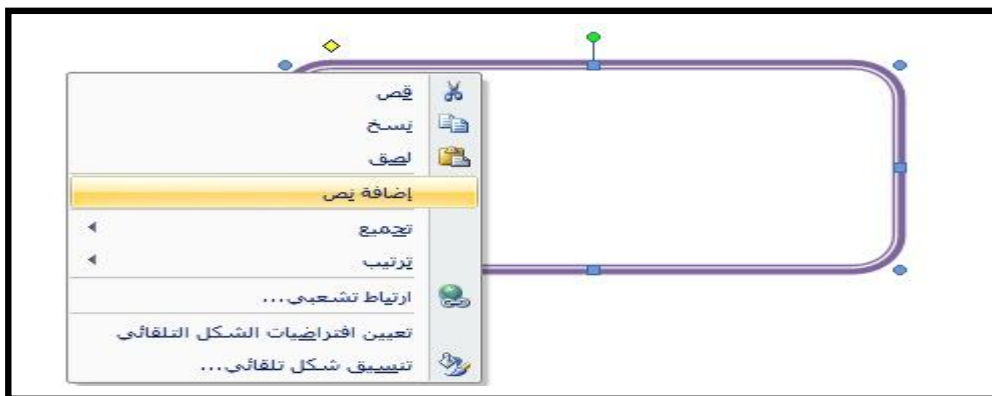 قص
نسخ
لصق
إضافة نص
تجميع
ترتيب
ارتباط تشعبي...
تعيين افتراضيات الشكل التلقائي
تنسيق شكل تلقائي...